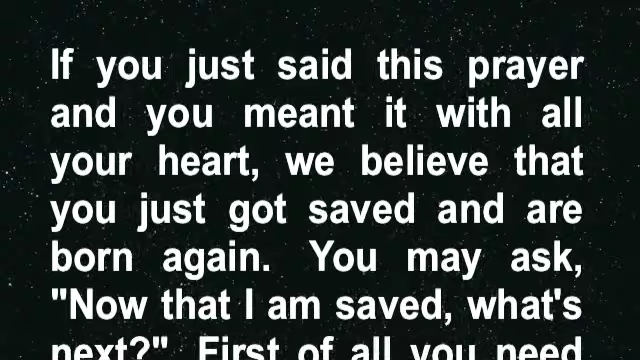 If you just said this prayer
and you meant it with all
your heart, we believe that
you just got saved and are
born again. You may ask,
"Now that I am saved, what's
next?" First of all you need